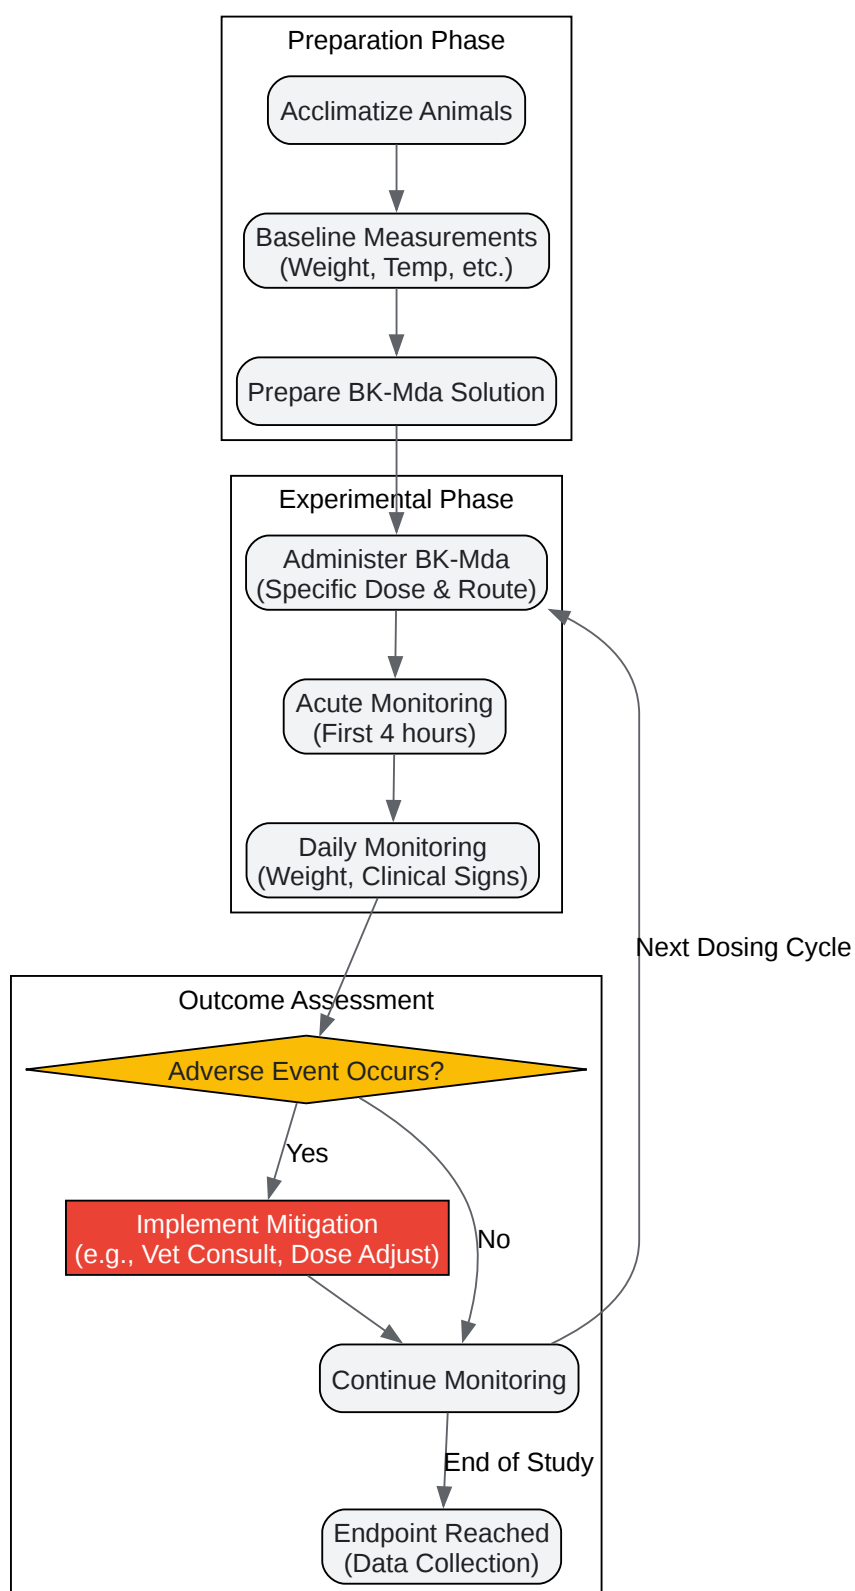 Preparation Phase
Acclimatize Animals
Baseline Measurements
(Weight, Temp, etc.)
Prepare BK-Mda Solution
Experimental Phase
Administer BK-Mda
(Specific Dose & Route)
Acute Monitoring
(First 4 hours)
Daily Monitoring
(Weight, Clinical Signs)
Next Dosing Cycle
Outcome Assessment
Adverse Event Occurs?
Yes
Implement Mitigation
(e.g., Vet Consult, Dose Adjust)
No
Continue Monitoring
End of Study
Endpoint Reached
(Data Collection)